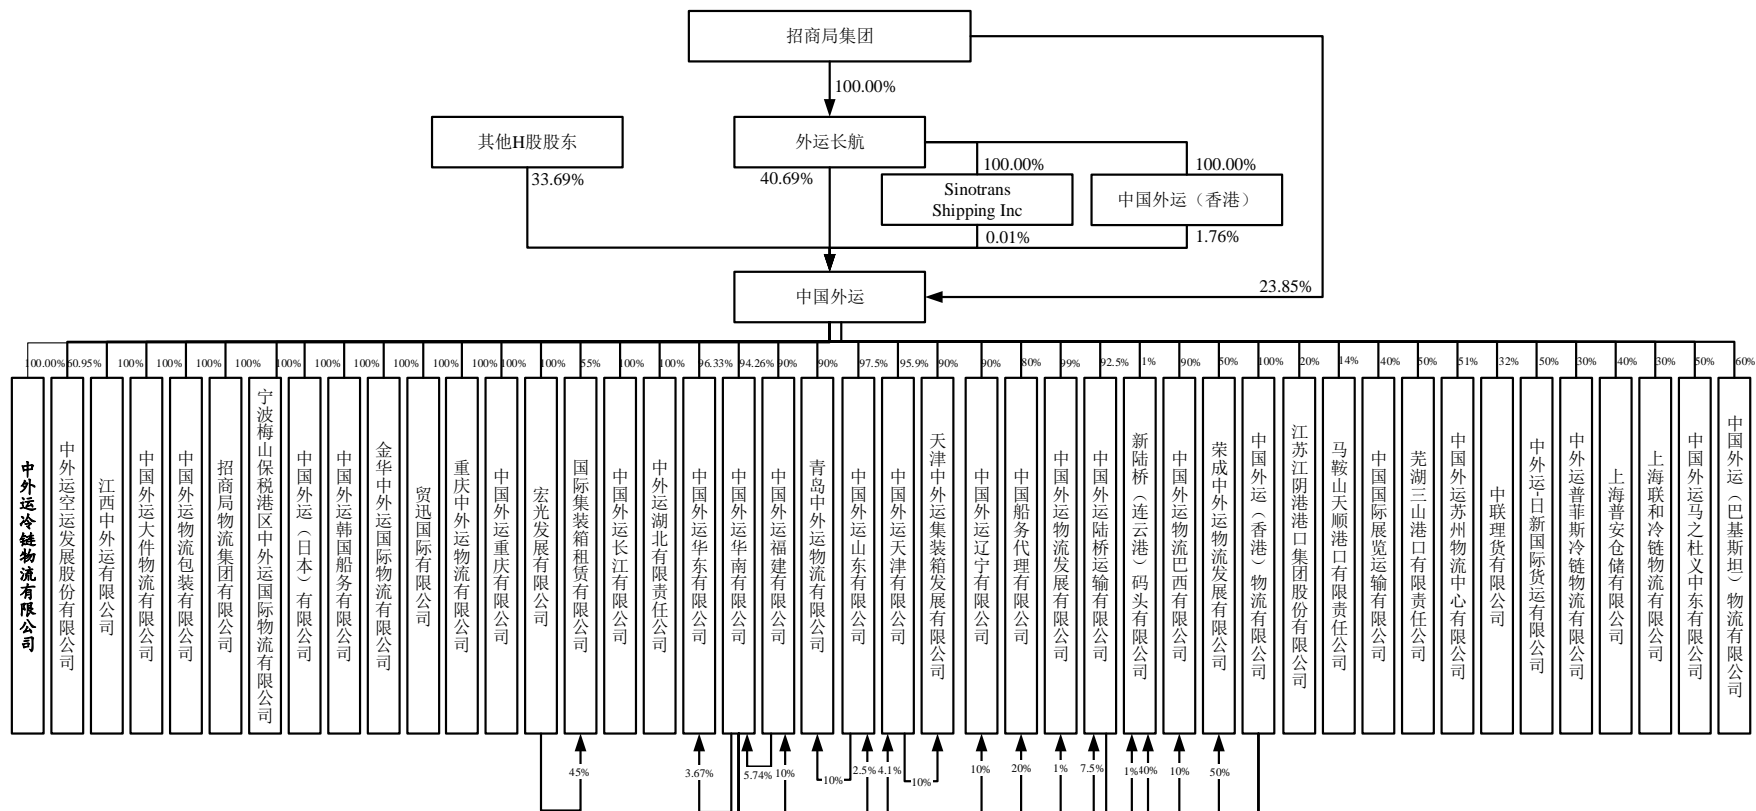 招商局集团
100.00%
其他H股股东
外运长航
33.69%
40.69%
100.00%
100.00%
Sinotrans
Shipping Inc
中国外运（香港）
0.01%
1.76%
中国外运
23.85%
100.00%
60.95%
100%
100%
100%
100%
100%
100%
100%
100%
100%
100%
100%
55%
100%
100%
96.33%
94.26%
90%
90%
97.5%
95.9%
90%
90%
80%
99%
92.5%
1%
90%
50%
100%
20%
14%
40%
50%
51%
32%
50%
30%
40%
30%
50%
60%
中外运冷链物流有限公司
中外运空运发展股份有限公司
江西中外运有限公司
中国外运大件物流有限公司
中国外运物流包装有限公司
招商局物流集团有限公司
宁波梅山保税港区中外运国际物流有限公司
中国外运（日本）有限公司
中国外运韩国船务有限公司
金华中外运国际物流有限公司
贸迅国际有限公司
重庆中外运物流有限公司
中国外运重庆有限公司
宏光发展有限公司
国际集装箱租赁有限公司
中国外运长江有限公司
中外运湖北有限责任公司
中国外运华东有限公司
中国外运华南有限公司
中国外运福建有限公司
青岛中外运物流有限公司
中国外运山东有限公司
中国外运天津有限公司
天津中外运集装箱发展有限公司
中国外运辽宁有限公司
中国船务代理有限公司
中国外运物流发展有限公司
中国外运陆桥运输有限公司
新陆桥（连云港）码头有限公司
中国外运物流巴西有限公司
荣成中外运物流发展有限公司
中国外运（香港）物流有限公司
江苏江阴港港口集团股份有限公司
马鞍山天顺港口有限责任公司
中国国际展览运输有限公司
芜湖三山港口有限责任公司
中国外运苏州物流中心有限公司
中联理货有限公司
中外运-日新国际货运有限公司
中外运普菲斯冷链物流有限公司
上海普安仓储有限公司
上海联和冷链物流有限公司
中国外运马之杜义中东有限公司
中国外运（巴基斯坦）物流有限公司
45%
3.67%
5.74%
10%
10%
2.5%
4.1%
10%
10%
20%
1%
7.5%
1%
40%
10%
50%